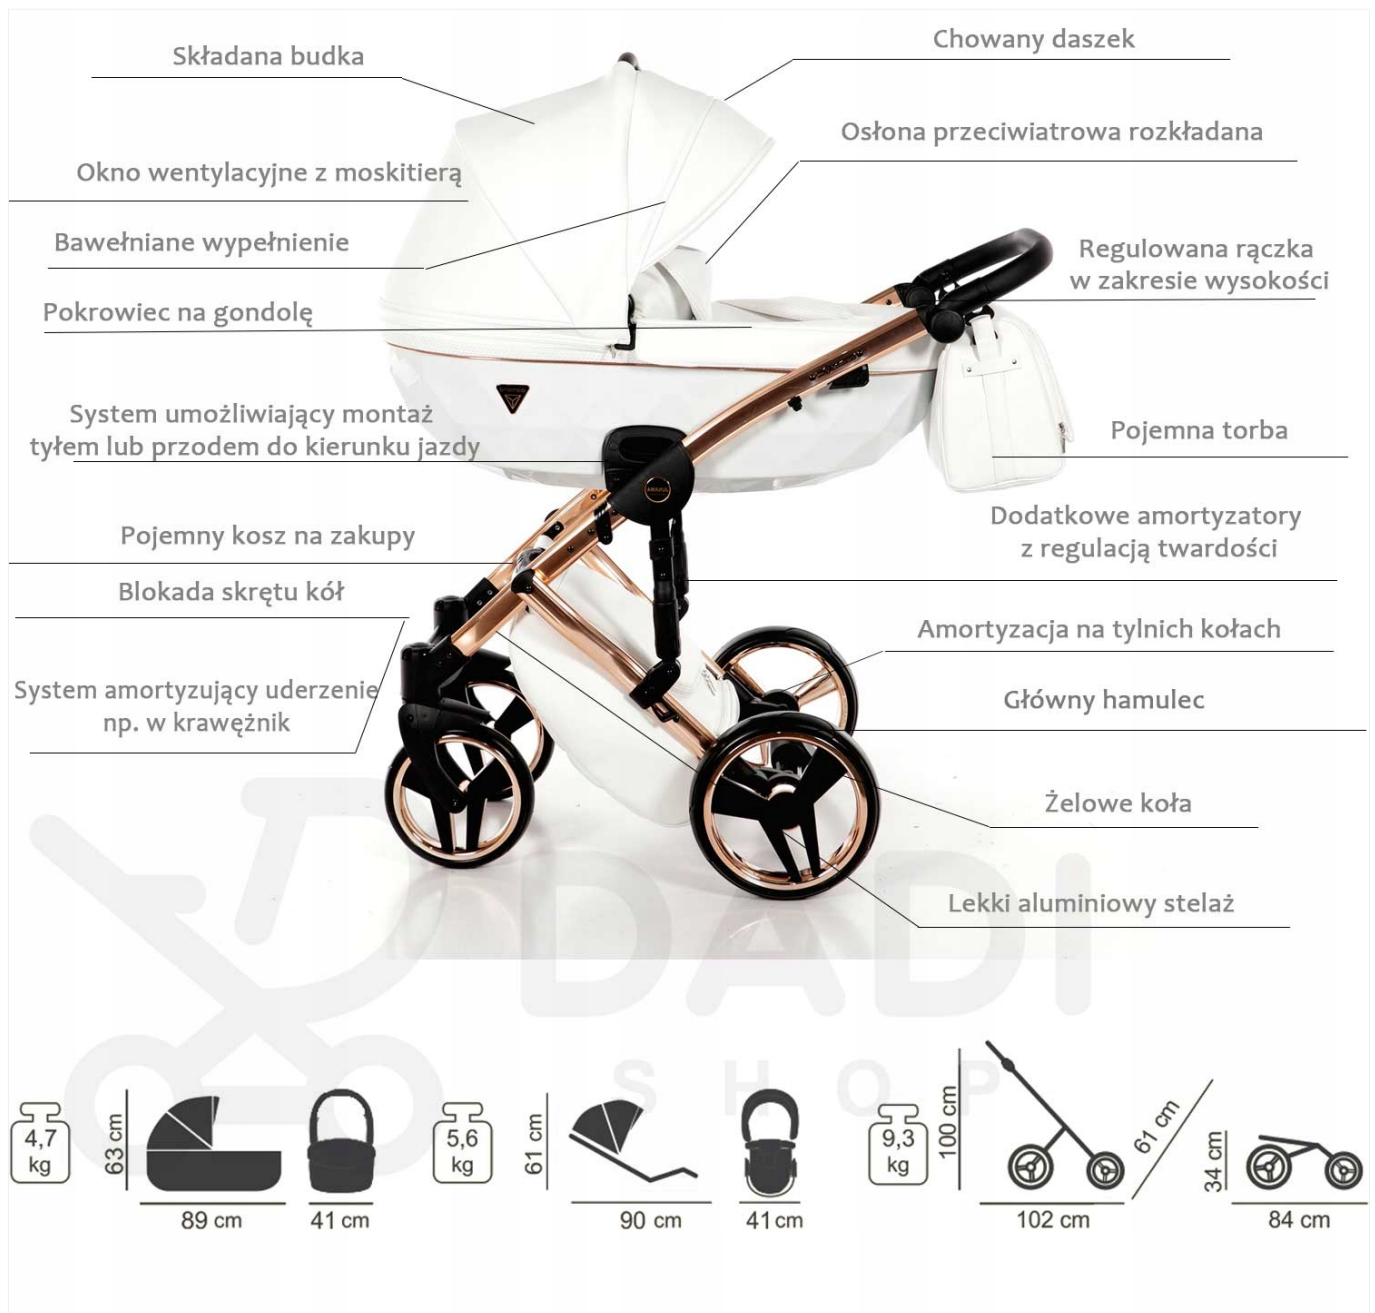 Składana budka
Chowany daszek
Osłona przeciwiatrowa rozkładana
Okno wentylacyjne z moskitierą
Bawełniane wypełnienie
Regulowana rączka
w zakresie wysokości
Pokrowiec na gondolę
System umożliwiający montaż
tyłem lub przodem do kierunku jazdy
Pojemna torba
Dodatkowe amortyzatory
z regulacją twardości
Pojemny kosz na zakupy
Blokada skrętu kół
Amortyzacja na tylnich kołach
System amortyzujący uderzenie
np. w krawężnik
Główny hamulec
Żelowe koła
Lekki aluminiowy stelaż
DADI
SHOP
4,7
kg
63 cm
89 cm
41 cm
5,6
kg
61 cm
90 cm
41 cm
9,3
kg
100 cm
102 cm
61 cm
34 cm
84 cm